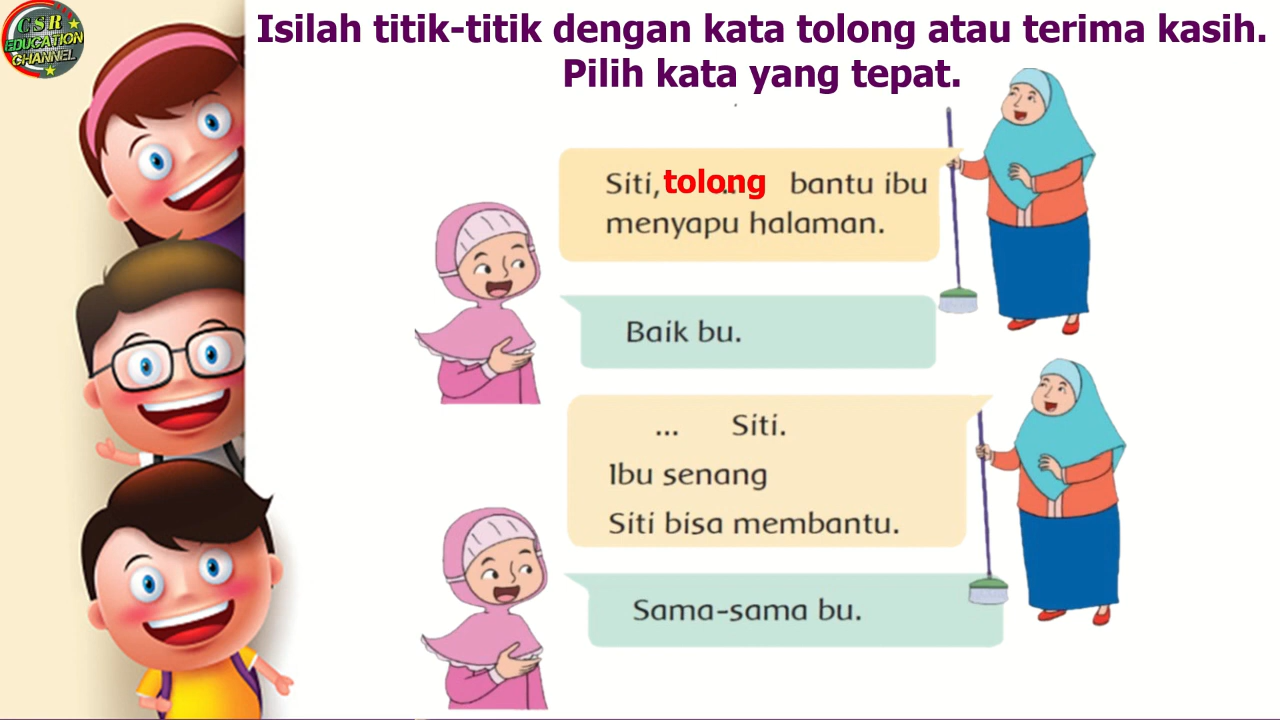 CSR
EDUCATION
CHANNEL
Isilah titik-titik dengan kata tolong atau terima kasih.
Pilih kata yang tepat.
Siti, tolong bantu ibu
menyapu halaman.
Baik bu.
... Siti.
Ibu senang
Siti bisa membantu.
Sama-sama bu.